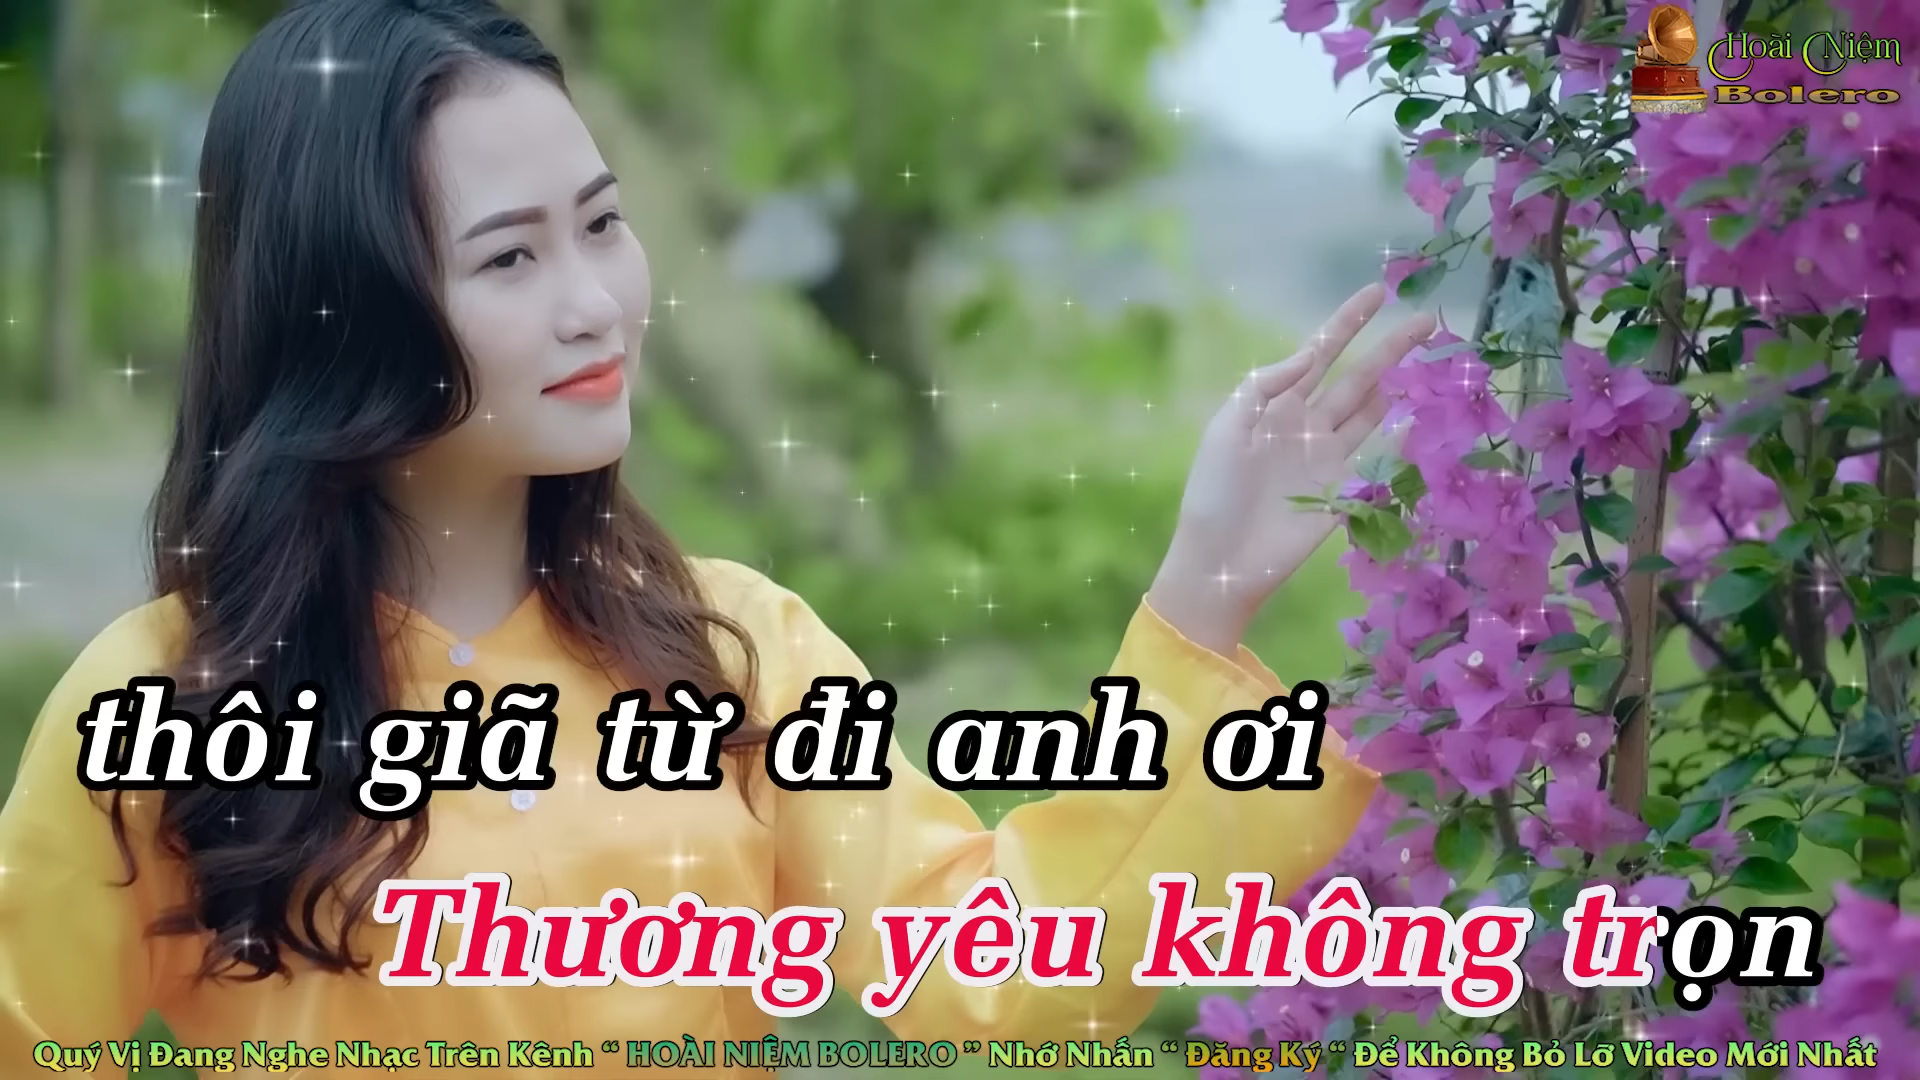 Hoài Niệm
Bolero
thôi giã từ đi anh ơi
Thương yêu không trọn
Quý Vị Đang Nghe Nhạc Trên Kênh “ HOÀI NIỆM BOLERO ” Nhớ Nhấn “ Đăng Ký “ Để Không Bỏ Lỡ Video Mới Nhất